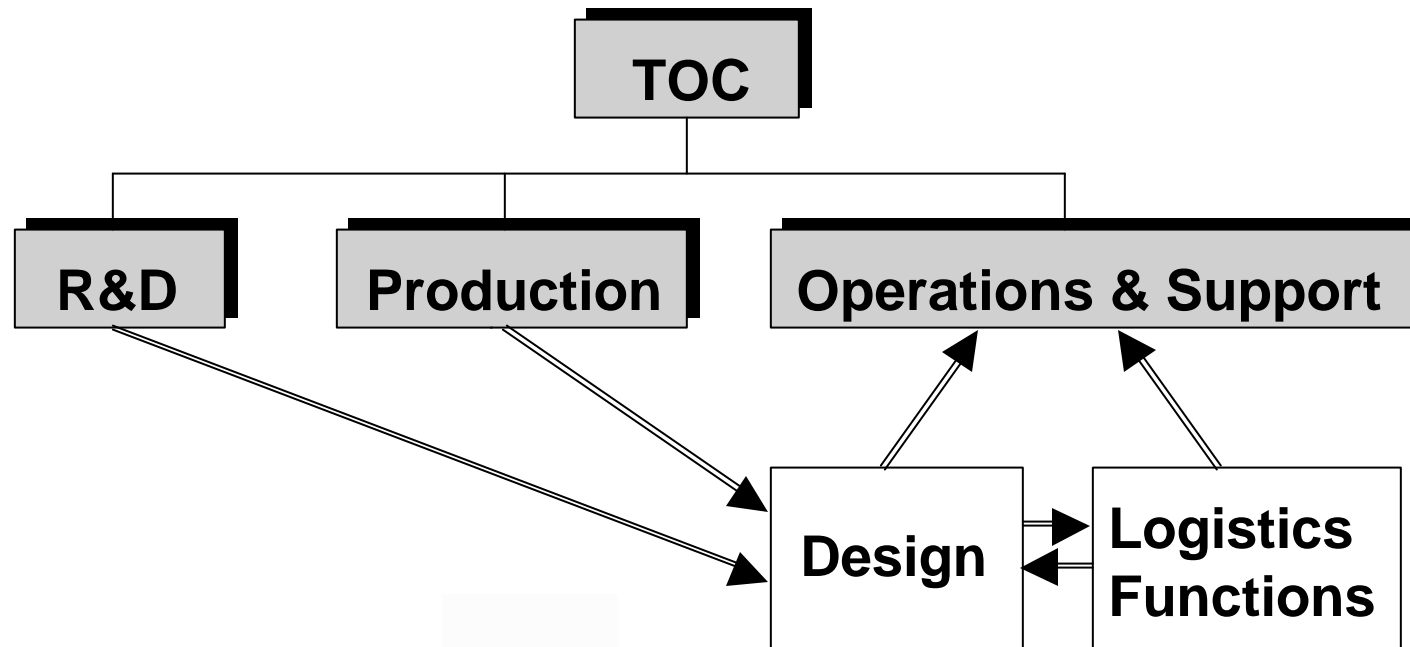 TOC
R&D
Production
Operations & Support
Design
Logistics
Functions